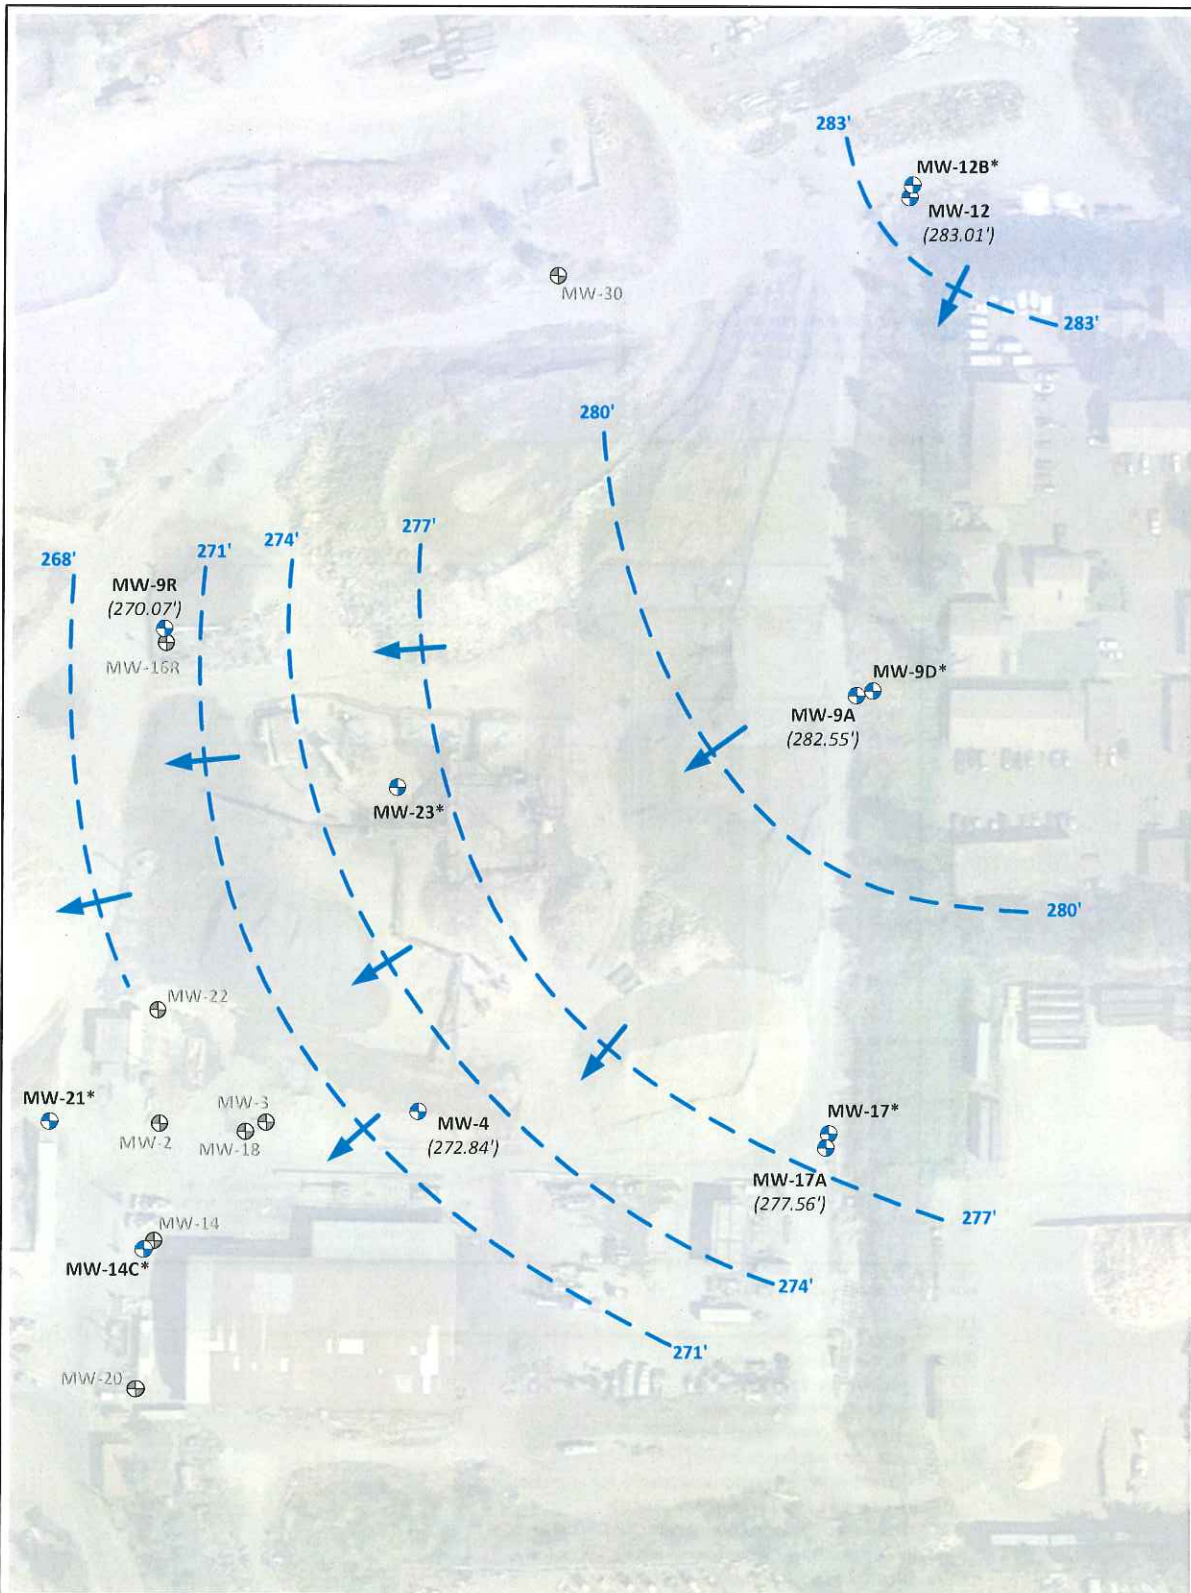 283'
MW-12B*
MW-12
(283.01')
MW-30
283'
280'
277'
274'
271'
268'
MW-9R
(270.07')
MW-16R
MW-9D*
MW-9A
(282.55')
MW-23*
280'
MW-22
MW-21*
MW-3
MW-2
MW-18
MW-4
(272.84')
MW-17*
MW-17A
(277.56')
277'
MW-14
MW-14C*
274'
271'
MW-20